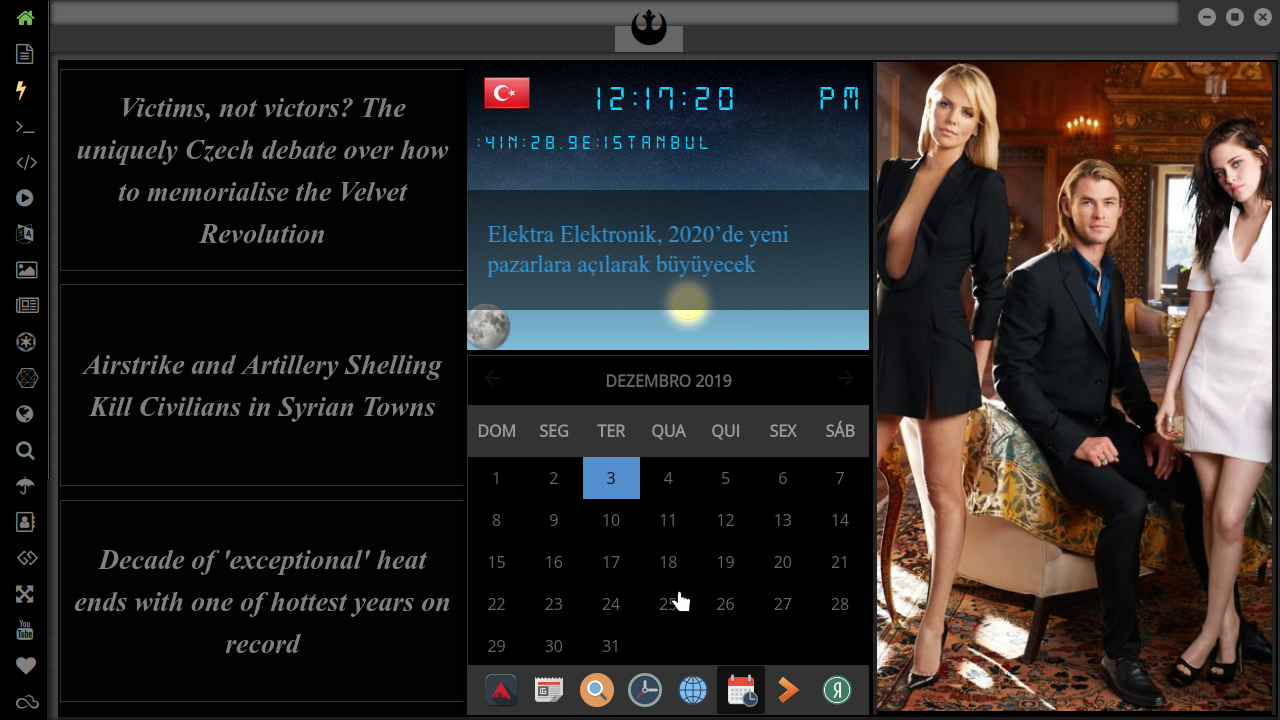 Victims, not victors? The
uniquely Czech debate over how
to memorialise the Velvet
Revolution
Airstrike and Artillery Shelling
Kill Civilians in Syrian Towns
Decade of 'exceptional' heat
ends with one of hottest years on
record
12:17:20 PM
:41N:28.9E:ISTANBUL
Elektra Elektronik, 2020’de yeni
pazarlara açılarak büyüyecek
DEZEMBRO 2019
DOM SEG TER QUA QUI SEX SÁB
1 2 3 4 5 6 7
8 9 10 11 12 13 14
15 16 17 18 19 20 21
22 23 24 25 26 27 28
29 30 31
You
Tube
Я